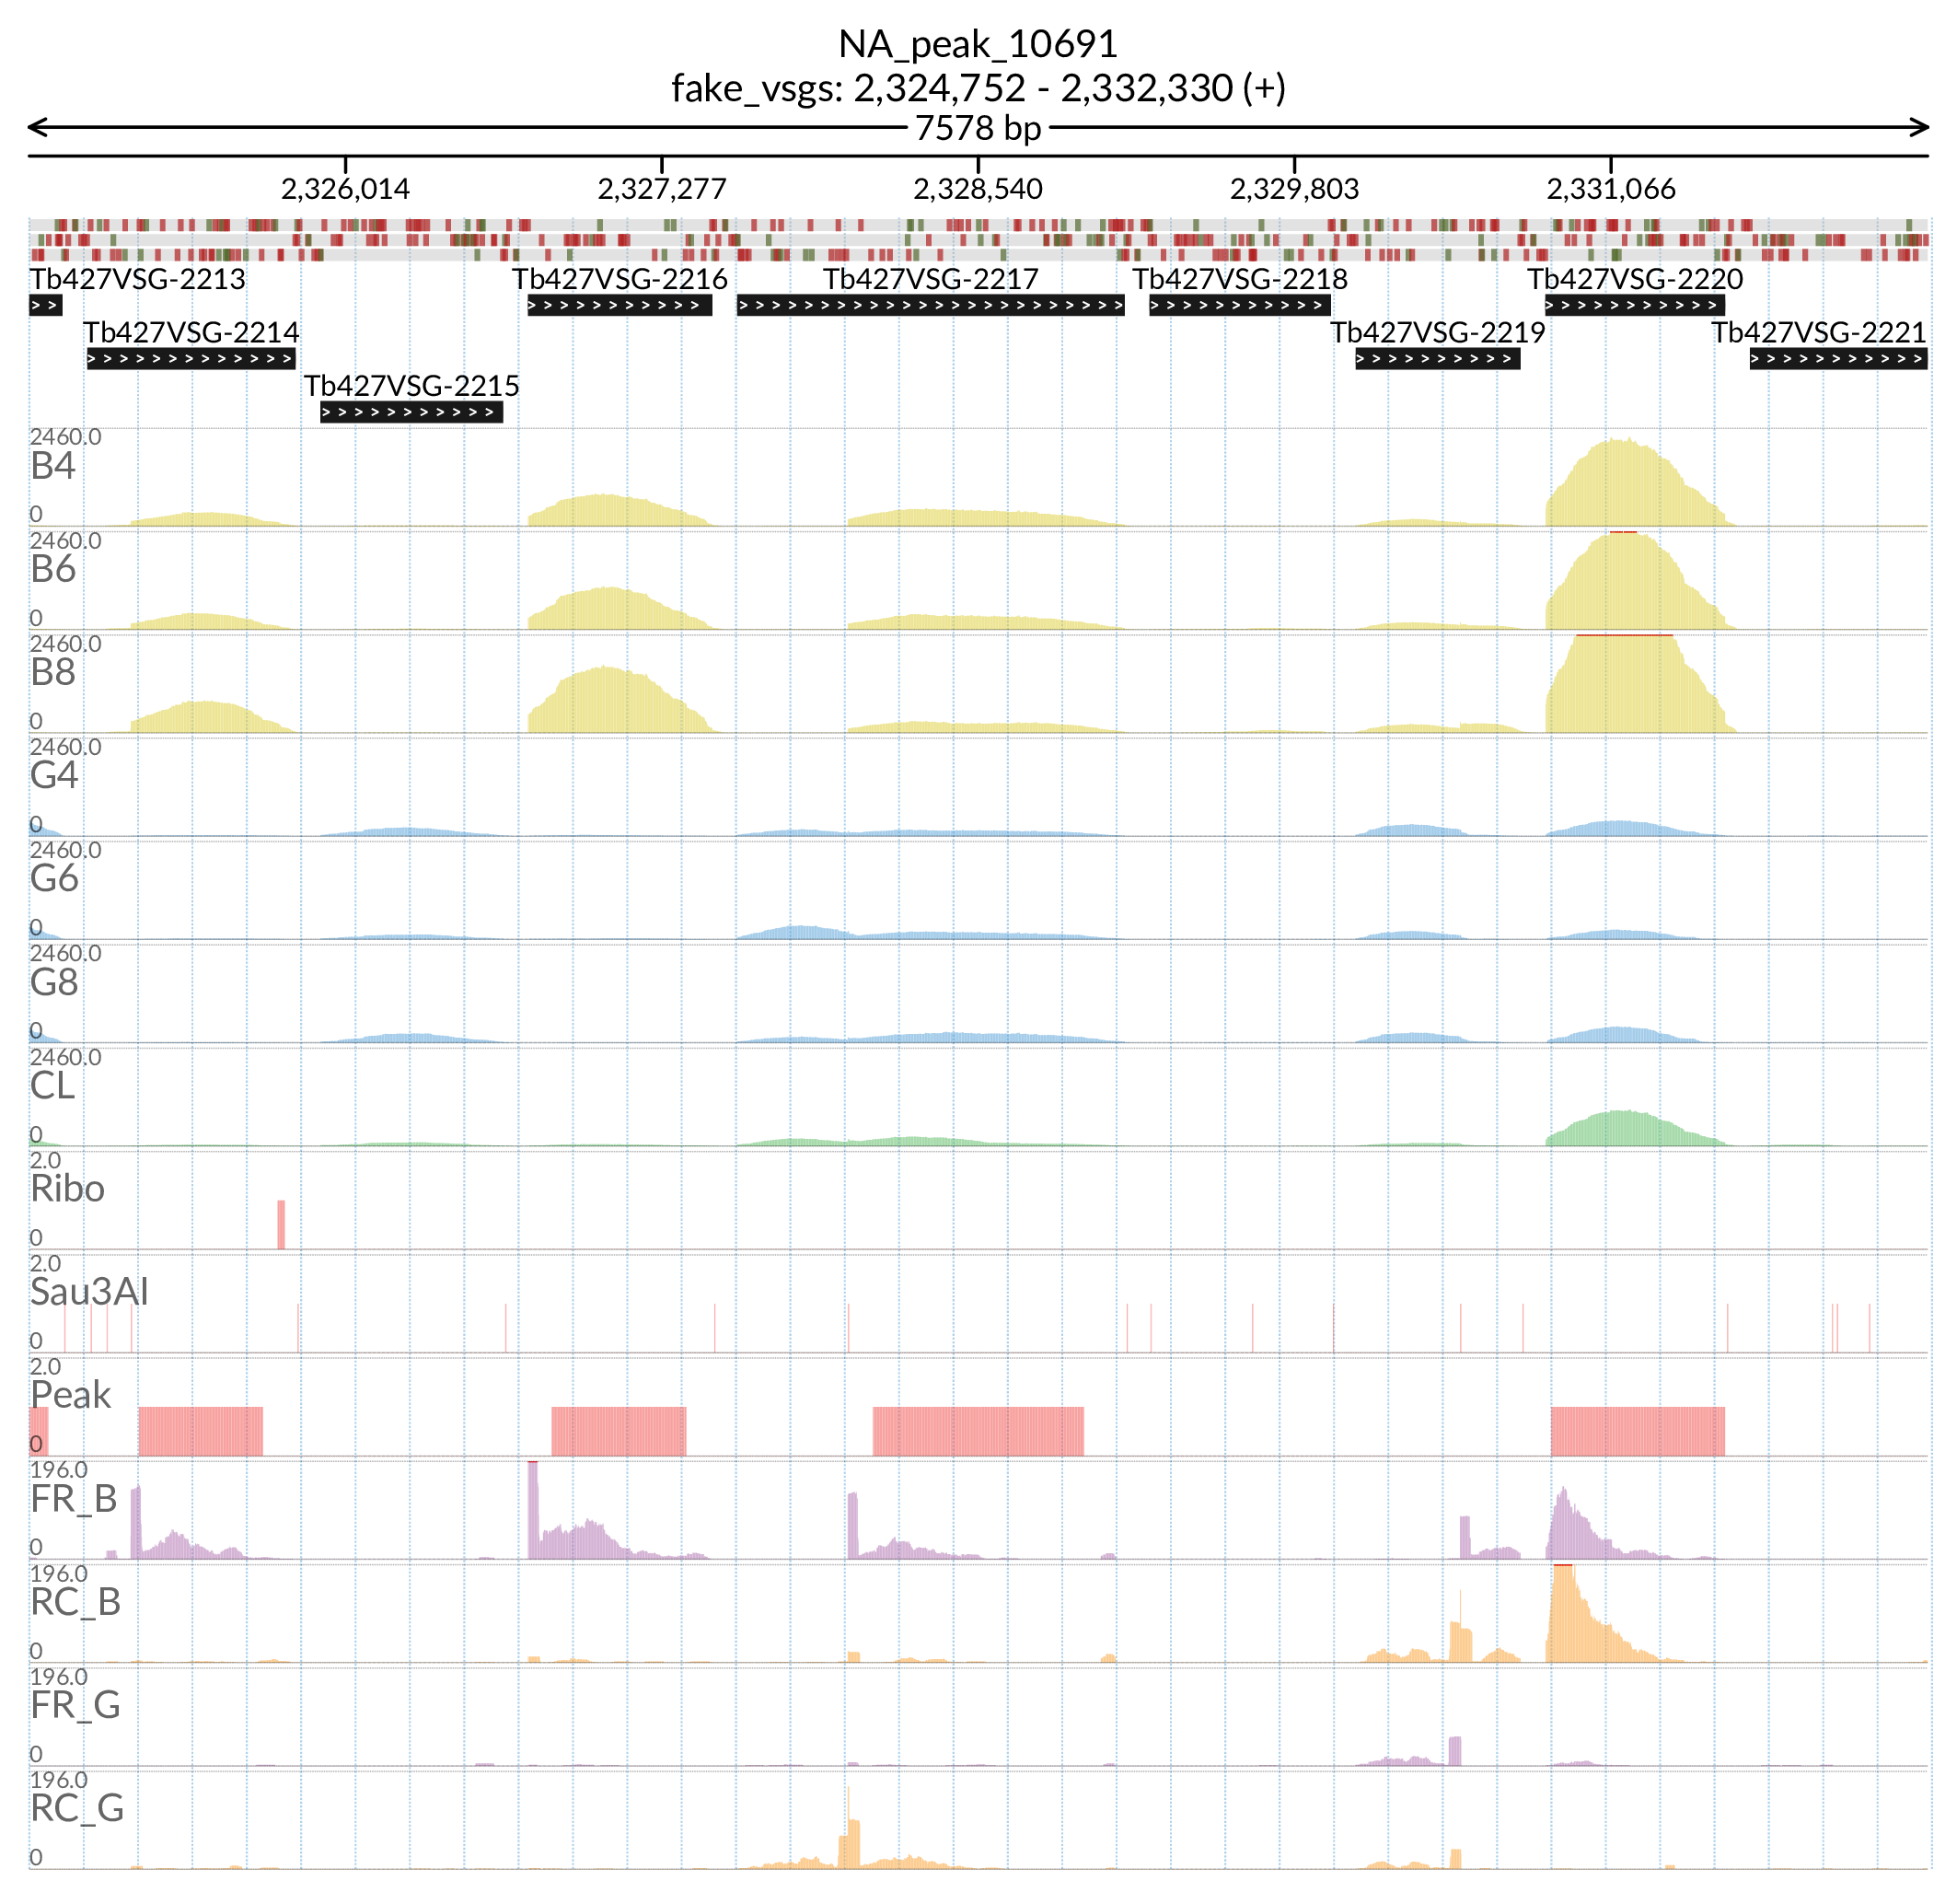 NA_peak_10691
fake_vsgs: 2,324,752 - 2,332,330 (+)
7578 bp
2,326,014 2,327,277 2,328,540 2,329,803 2,331,066
Tb427VSG-2213 Tb427VSG-2216 Tb427VSG-2217 Tb427VSG-2218 Tb427VSG-2220
Tb427VSG-2214 Tb427VSG-2219 Tb427VSG-2221
Tb427VSG-2215
2460.0
B4
0
2460.0
B6
0
2460.0
B8
0
2460.0
G4
0
2460.0
G6
0
2460.0
G8
0
2460.0
CL
0
2.0
Ribo
0
2.0
Sau3AI
0
2.0
Peak
0
196.0
FR_B
0
196.0
RC_B
0
196.0
FR_G
0
196.0
RC_G
0